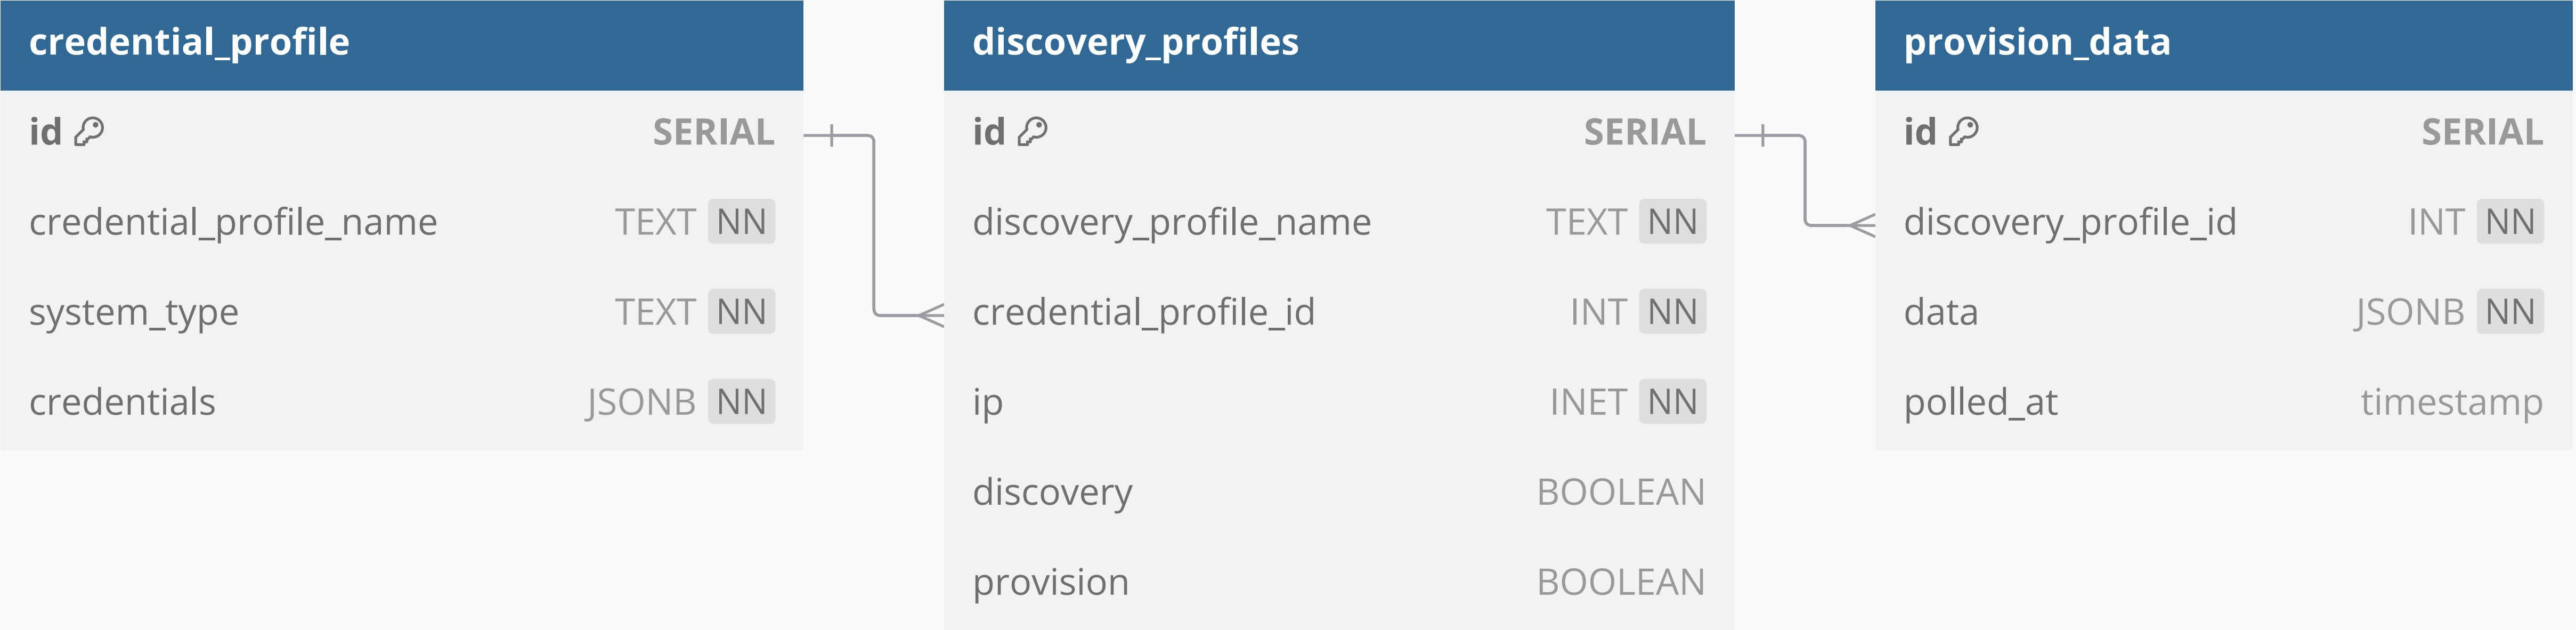 credential_profile
id SERIAL
credential_profile_name TEXT NN
system_type TEXT NN
credentials JSONB NN
discovery_profiles
id SERIAL
discovery_profile_name TEXT NN
credential_profile_id INT NN
ip INET NN
discovery BOOLEAN
provision BOOLEAN
provision_data
id SERIAL
discovery_profile_id INT NN
data JSONB NN
polled_at timestamp